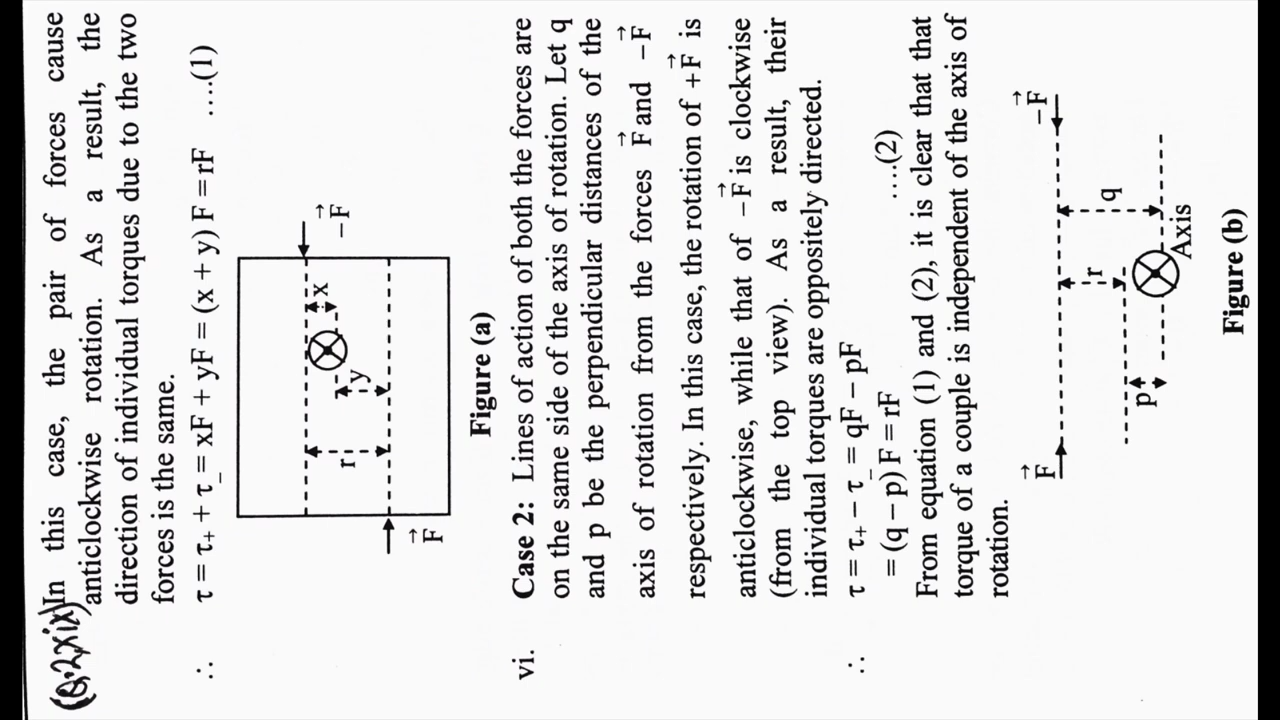 (Q.2,xix) In this case, the pair of forces cause
anticlockwise rotation. As a result, the
direction of individual torques due to the two
forces is the same.
∴ τ = τ₊ + τ₋ = xF + yF = (x + y) F = rF ....(1)
−F⃗
x
y
r
F⃗
Figure (a)
vi. Case 2: Lines of action of both the forces are
on the same side of the axis of rotation. Let q
and p be the perpendicular distances of the
axis of rotation from the forces F⃗ and −F⃗
respectively. In this case, the rotation of +F⃗ is
anticlockwise, while that of −F⃗ is clockwise
(from the top view). As a result, their
individual torques are oppositely directed.
∴ τ = τ₊ − τ₋ = qF − pF
= (q − p) F = rF ....(2)
From equation (1) and (2), it is clear that that
torque of a couple is independent of the axis of
rotation.
F⃗
−F⃗
r
q
p
Axis
Figure (b)